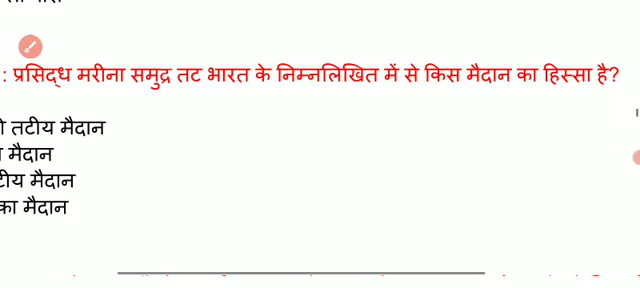 : प्रसिद्ध मरीना समुद्र तट भारत के निम्नलिखित में से किस मैदान का हिस्सा है?
तटीय मैदान
मैदान
मैदान
का मैदान